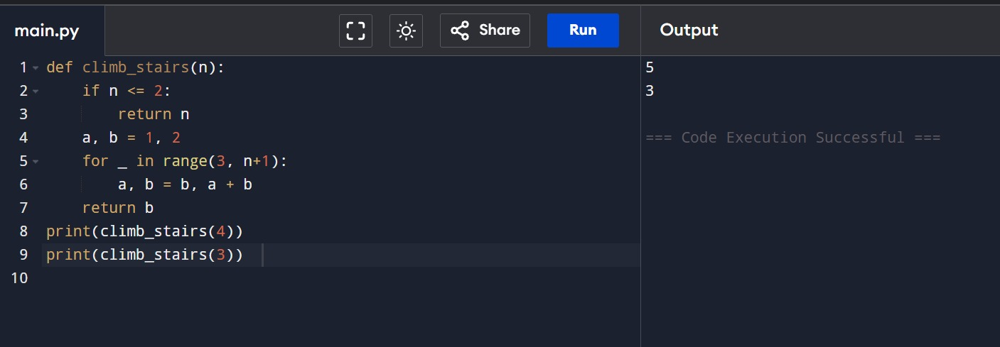 main.py
Share
Run
Output
1 def climb_stairs(n):
2     if n <= 2:
3         return n
4     a, b = 1, 2
5     for _ in range(3, n+1):
6         a, b = b, a + b
7     return b
8 print(climb_stairs(4))
9 print(climb_stairs(3))
10
5
3
=== Code Execution Successful ===